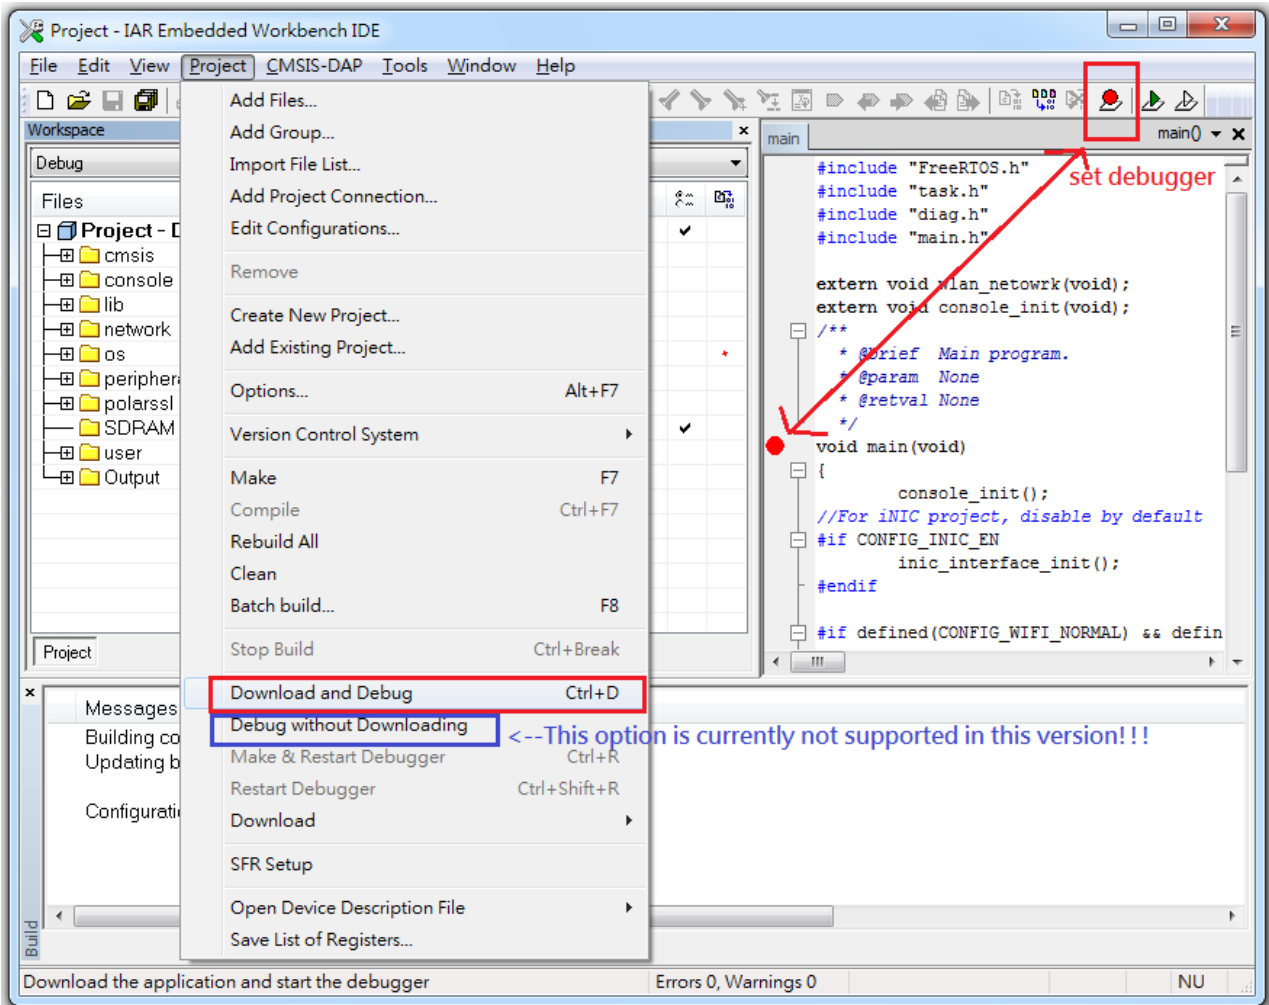 Project - IAR Embedded Workbench IDE
File Edit View Project CMSIS-DAP Tools Window Help
Workspace
Debug
Files
Project - D
cmsis
console
lib
network
os
periphera
polarssl
SDRAM
user
Output
Project
Add Files...
Add Group...
Import File List...
Add Project Connection...
Edit Configurations...
Remove
Create New Project...
Add Existing Project...
Options... Alt+F7
Version Control System
Make F7
Compile Ctrl+F7
Rebuild All
Clean
Batch build... F8
Stop Build Ctrl+Break
Download and Debug Ctrl+D
Debug without Downloading
Make & Restart Debugger Ctrl+R
Restart Debugger Ctrl+Shift+R
Download
SFR Setup
Open Device Description File
Save List of Registers...
main main()
set debugger
#include "FreeRTOS.h"
#include "task.h"
#include "diag.h"
#include "main.h"
extern void wlan_netowrk(void);
extern void console_init(void);
/**
* @brief Main program.
* @param None
* @retval None
*/
void main(void)
{
console_init();
//For iNIC project, disable by default
#if CONFIG_INIC_EN
inic_interface_init();
#endif
#if defined(CONFIG_WIFI_NORMAL) && defin
<--This option is currently not supported in this version!!!
Messages
Building co
Updating b
Configurati
Build
Download the application and start the debugger
Errors 0, Warnings 0
NU